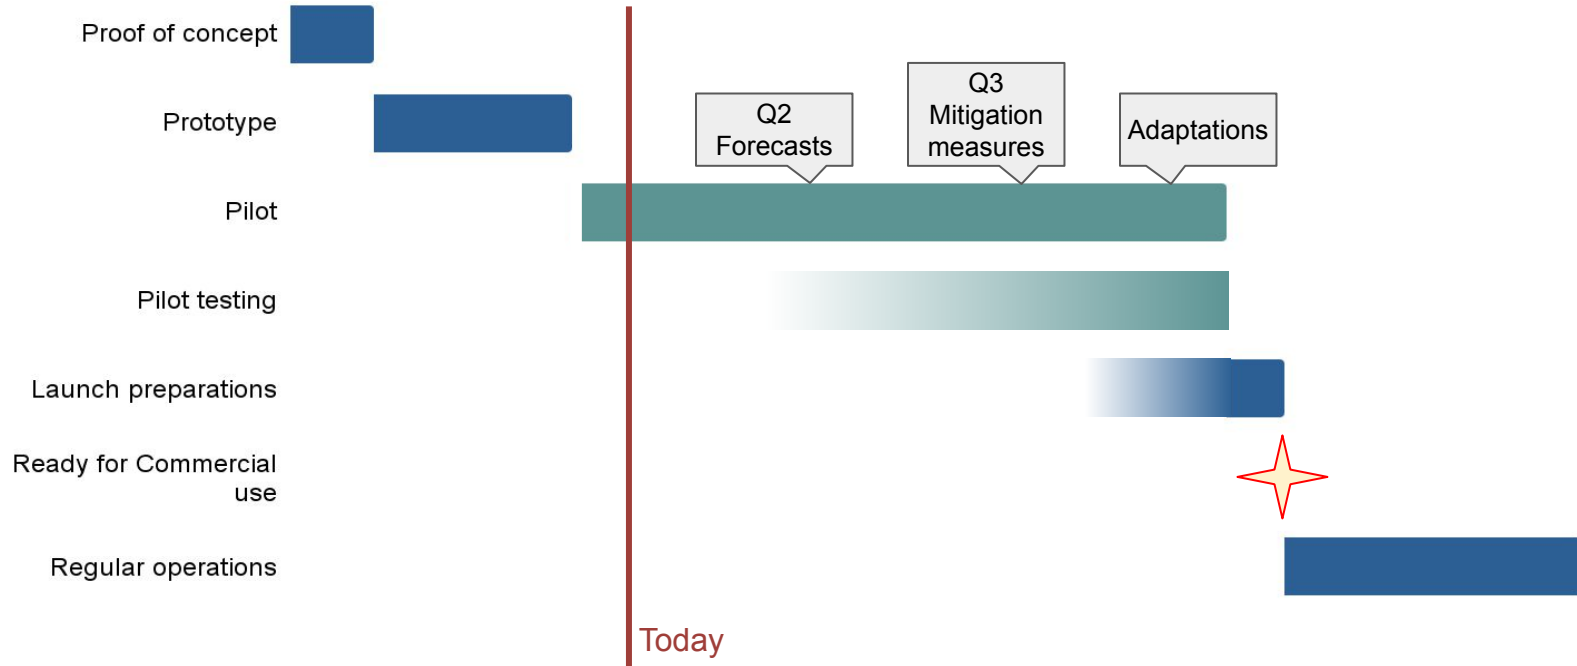 Proof of concept
Prototype
Q2
Forecasts
Q3
Mitigation
measures
Adaptations
Pilot
Pilot testing
Launch preparations
Ready for Commercial
use
Regular operations
Today